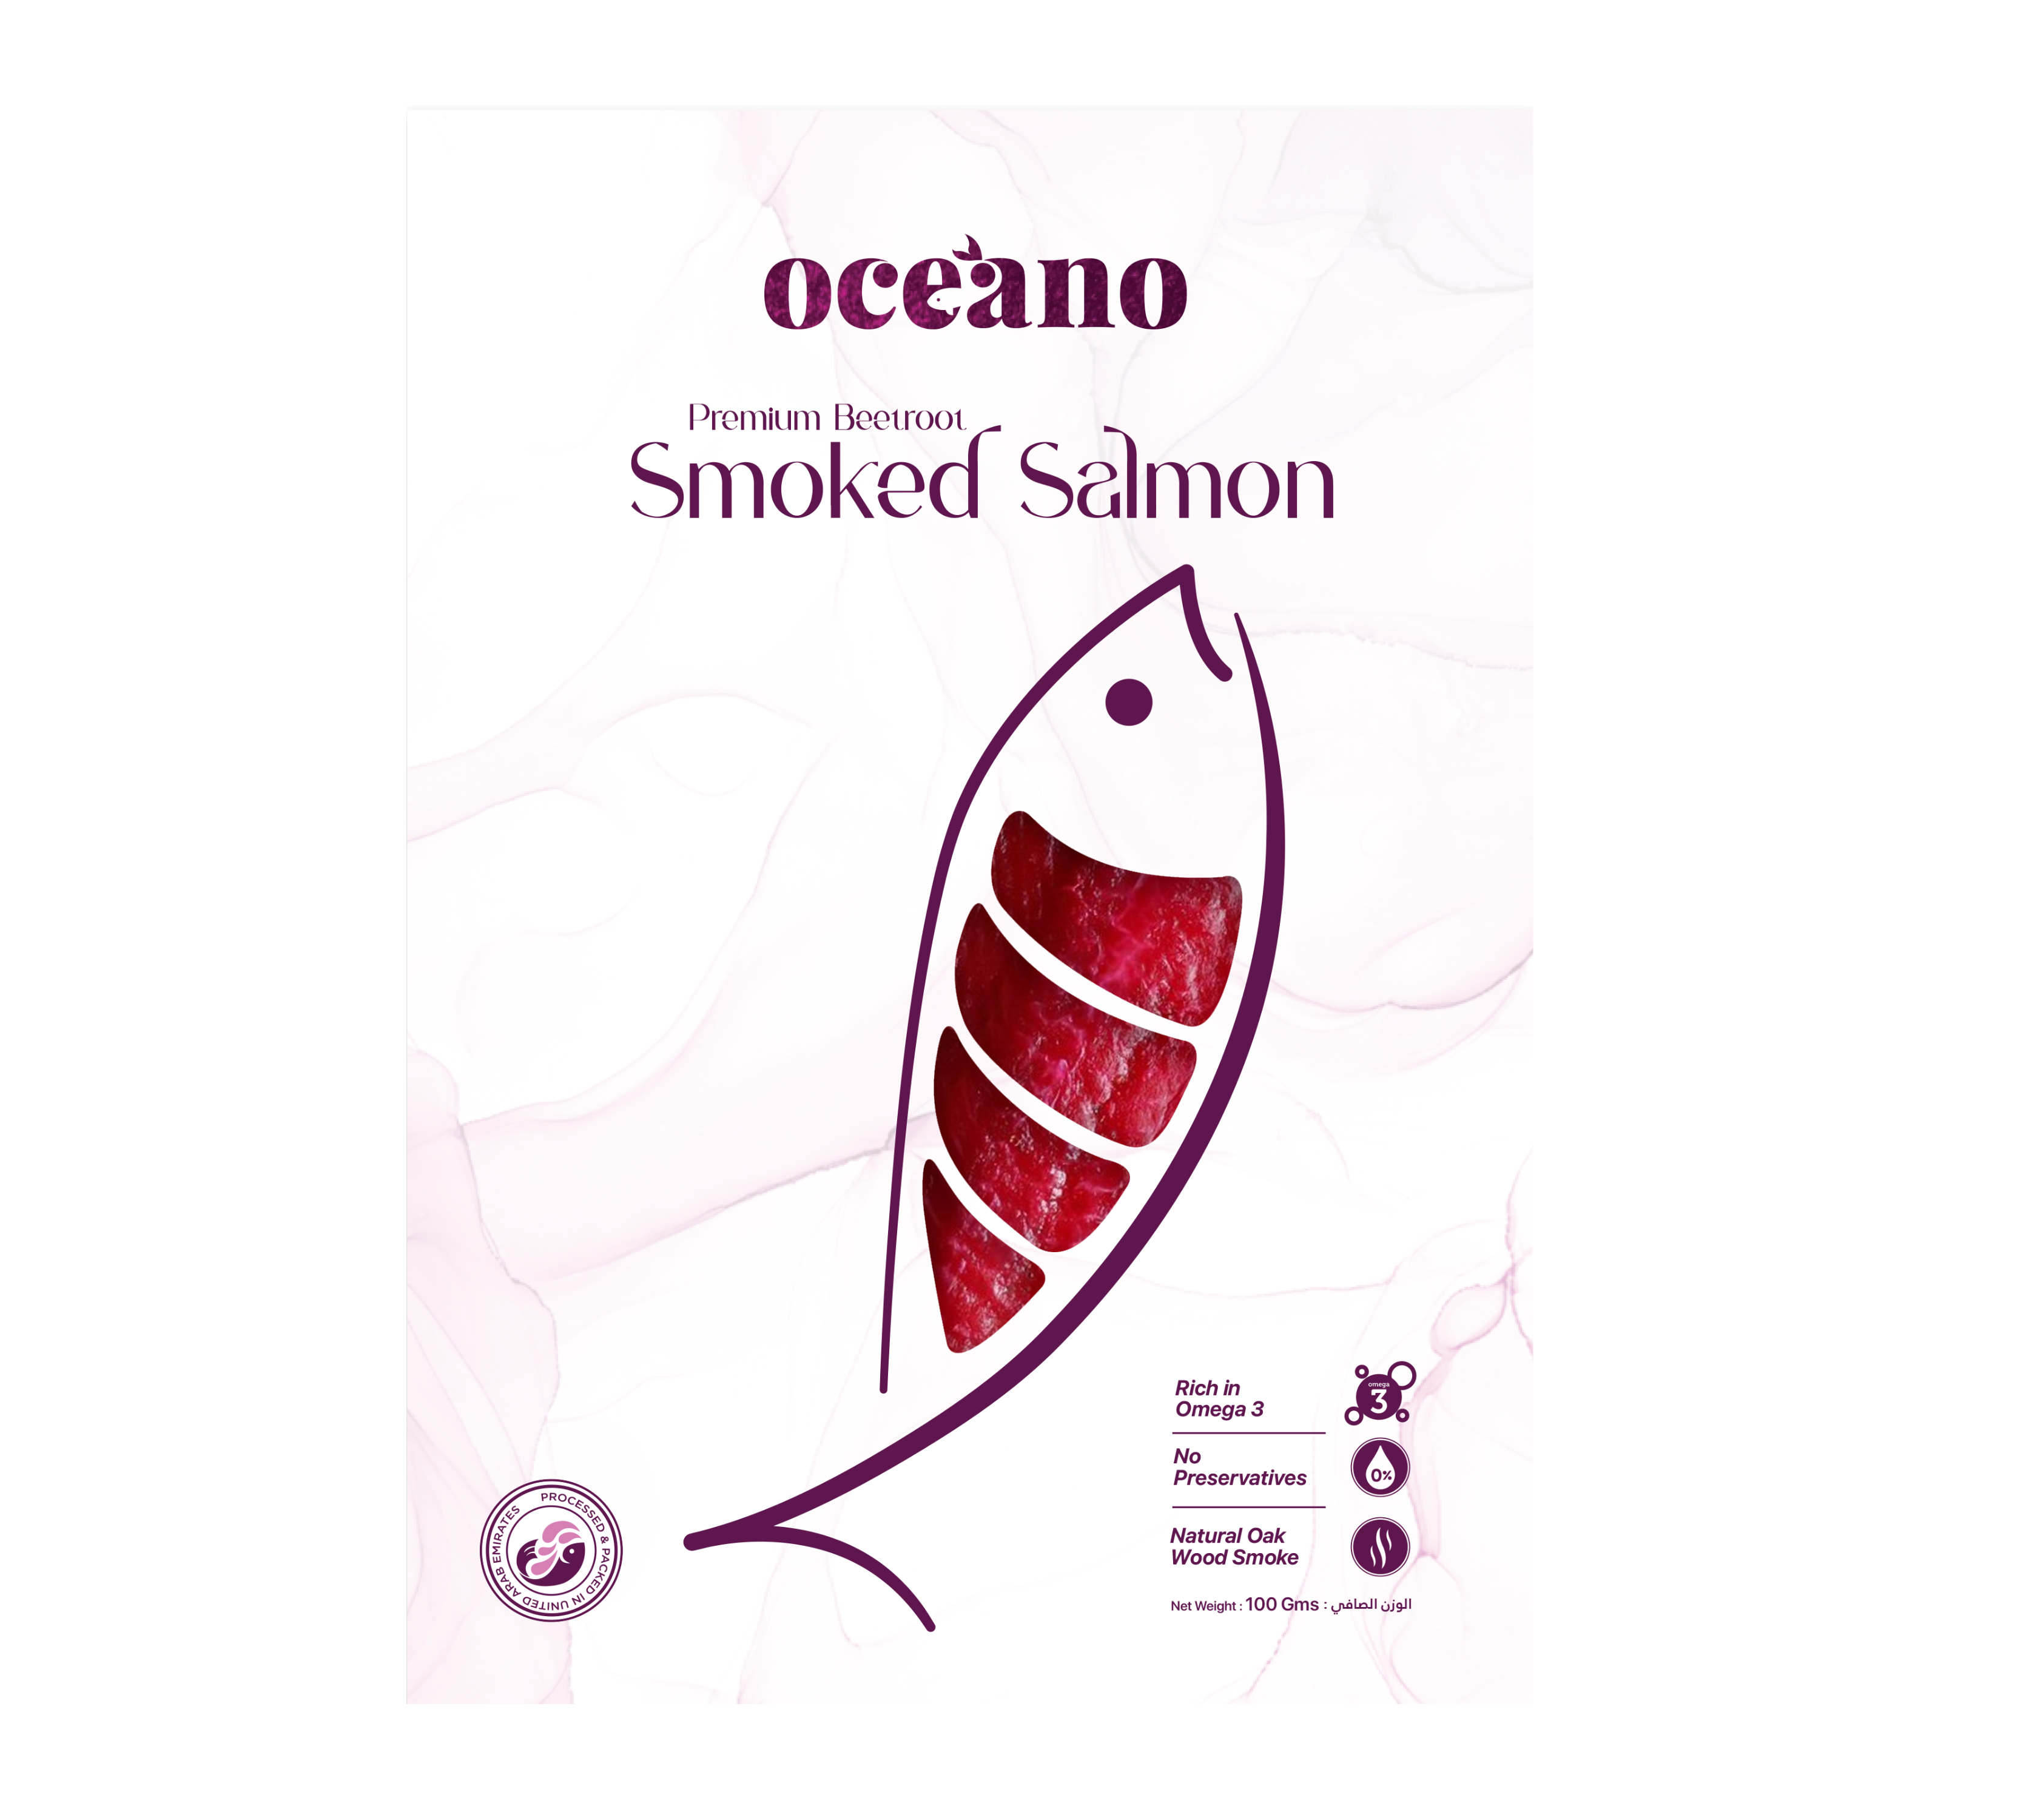 oceano
Premium Beetroot
Smoked Salmon
Rich in
Omega 3
omega
3
No
Preservatives
0%
Natural Oak
Wood Smoke
Net Weight : 100 Gms : الوزن الصافي
PROCESSED & PACKED IN UNITED ARAB EMIRATES